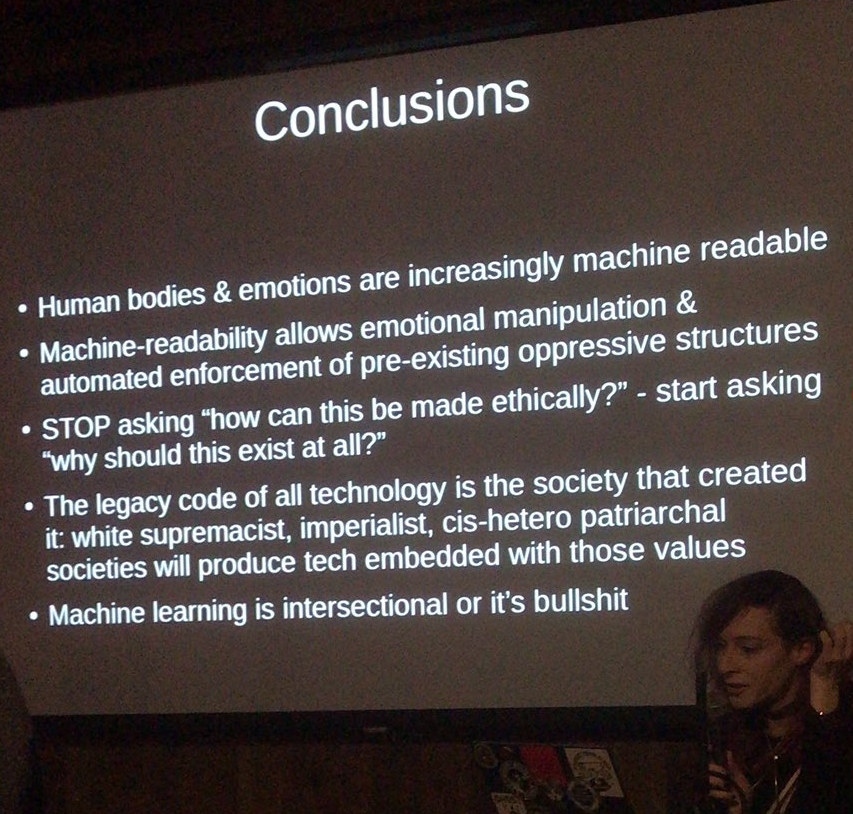 Conclusions
• Human bodies & emotions are increasingly machine readable
• Machine-readability allows emotional manipulation &
automated enforcement of pre-existing oppressive structures
• STOP asking “how can this be made ethically?” - start asking
“why should this exist at all?”
• The legacy code of all technology is the society that created
it: white supremacist, imperialist, cis-hetero patriarchal
societies will produce tech embedded with those values
• Machine learning is intersectional or it’s bullshit